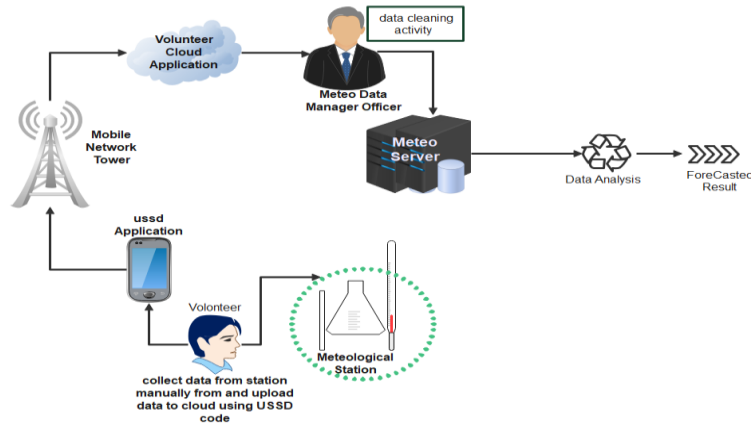 data cleaning
activity
Volunteer
Cloud
Application
Meteo Data
Manager Officer
Mobile
Network
Tower
Meteo
Server
Data Analysis
ForeCasted
Result
ussd
Application
Volonteer
Meteological
Station
collect data from station
manually from and upload
data to cloud using USSD
code